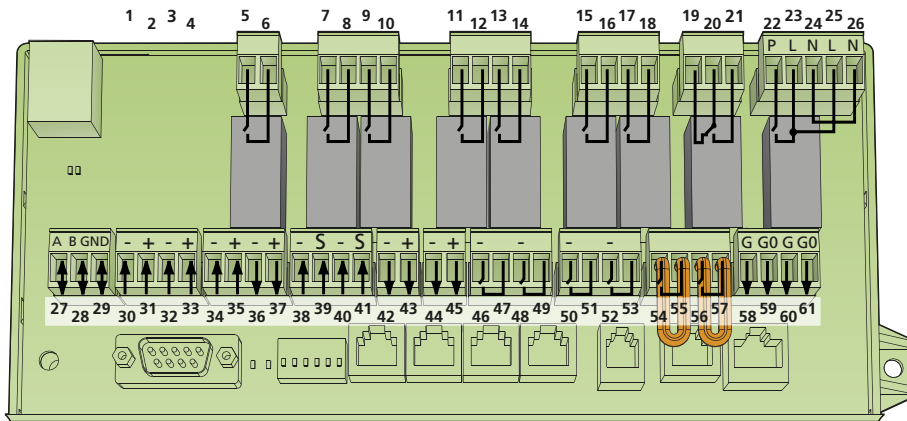 1 2 3 4 5 6 7 8 9 10 11 12 13 14 15 16 17 18 19 20 21 22 23 24 25 26
P L N L N
A B GND - + - + - + - + - S - S - + - + - - - - G G0 G G0
27 28 29 30 31 32 33 34 35 36 37 38 39 40 41 42 43 44 45 46 47 48 49 50 51 52 53 54 55 56 57 58 59 60 61